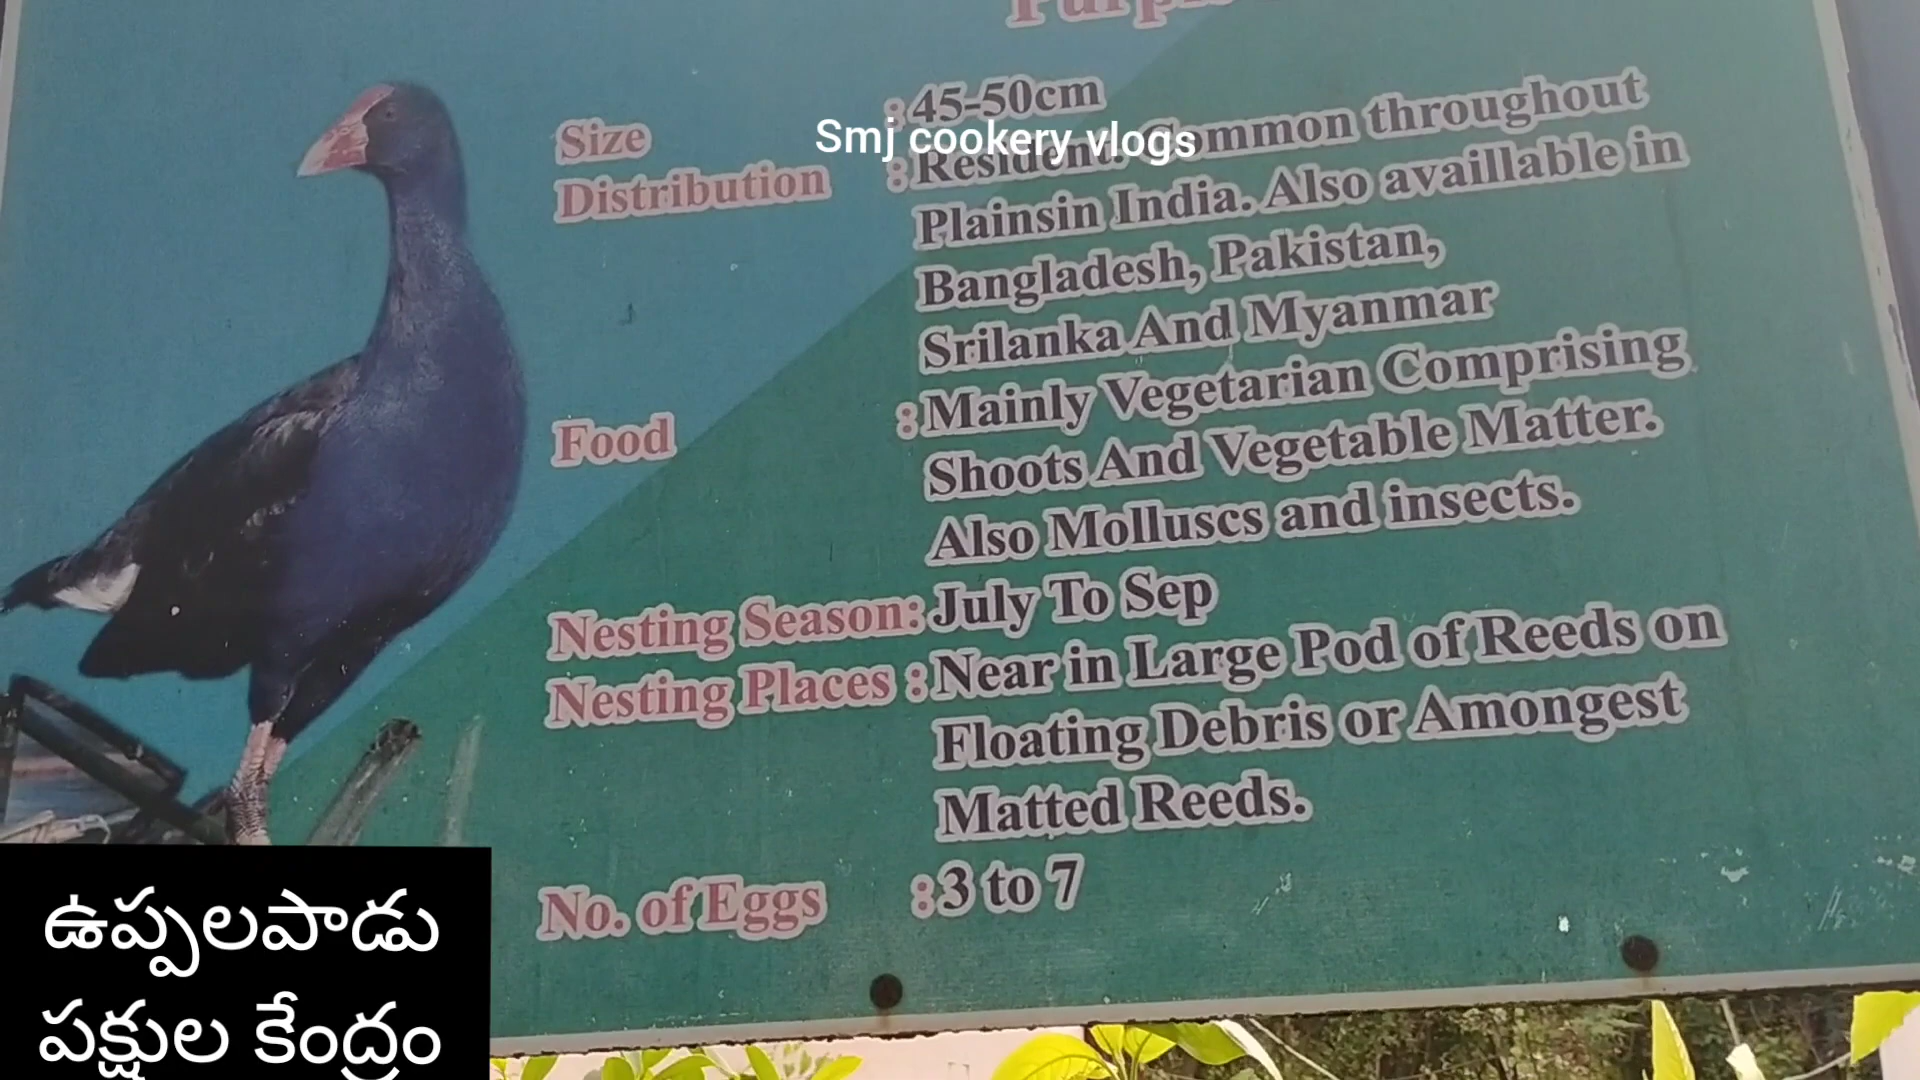 Size : 45-50cm
Smj cookery vlogs
Distribution : Resident. Common throughout
Plainsin India. Also availlable in
Bangladesh, Pakistan,
Srilanka And Myanmar
Food : Mainly Vegetarian Comprising
Shoots And Vegetable Matter.
Also Molluscs and insects.
Nesting Season: July To Sep
Nesting Places : Near in Large Pod of Reeds on
Floating Debris or Amongest
Matted Reeds.
No. of Eggs : 3 to 7
ఉప్పలపాడు
పక్షుల కేంద్రం